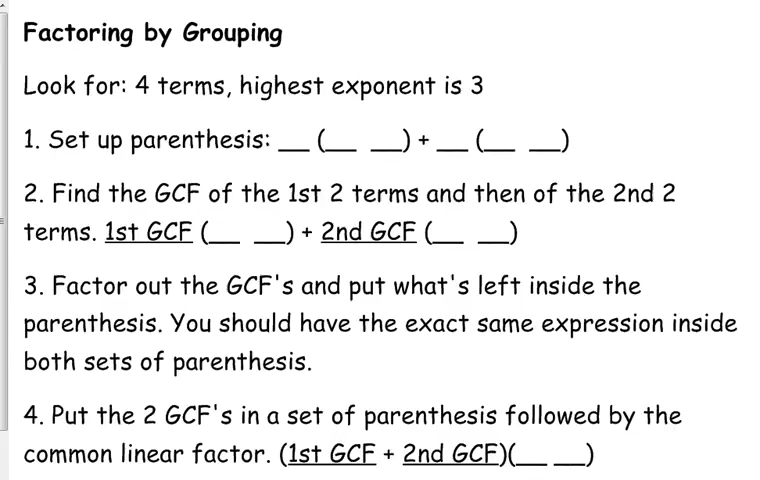 Factoring by Grouping
Look for: 4 terms, highest exponent is 3
1. Set up parenthesis: __ (__ __) + __ (__ __)
2. Find the GCF of the 1st 2 terms and then of the 2nd 2
terms. 1st GCF (__ __) + 2nd GCF (__ __)
3. Factor out the GCF's and put what's left inside the
parenthesis. You should have the exact same expression inside
both sets of parenthesis.
4. Put the 2 GCF's in a set of parenthesis followed by the
common linear factor. (1st GCF + 2nd GCF)(__ __)